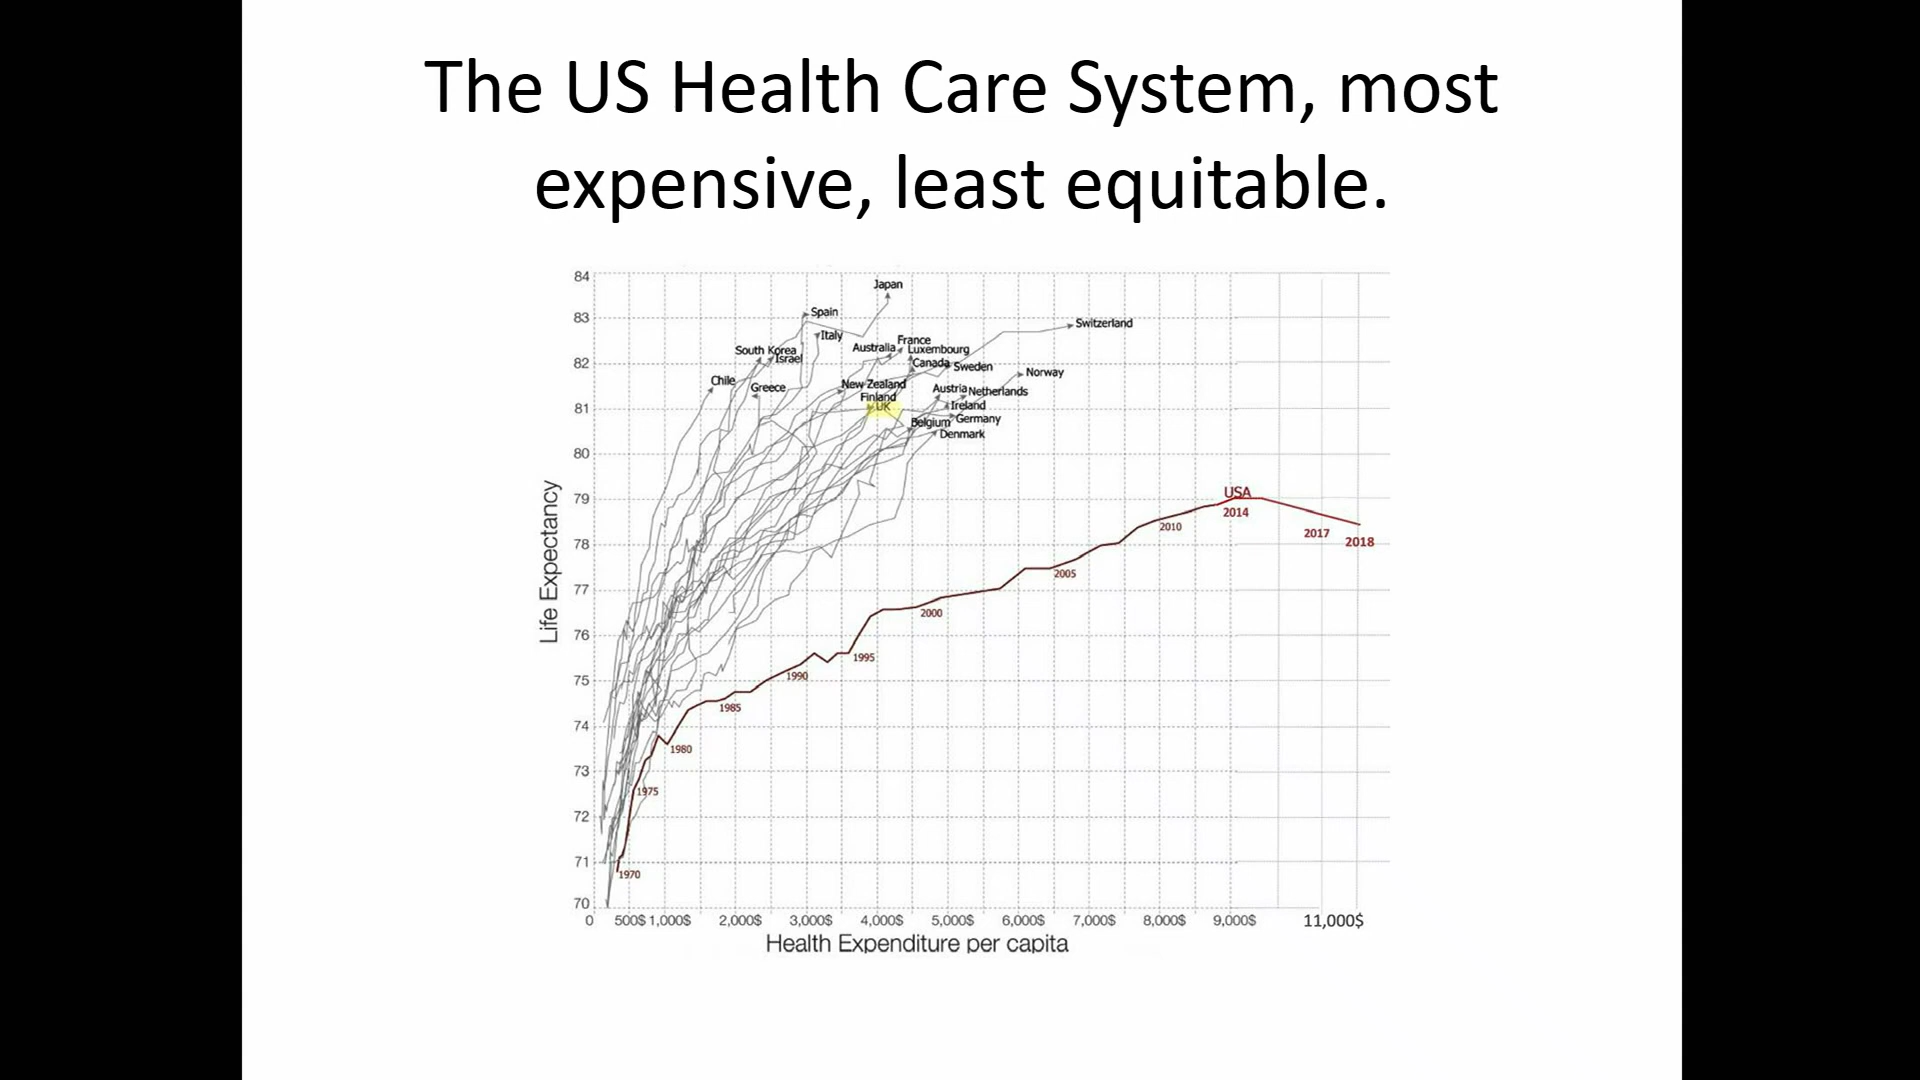 The US Health Care System, most
expensive, least equitable.
84
83
82
81
80
79
78
77
76
75
74
73
72
71
70
Life Expectancy
Japan
Spain
Switzerland
Italy
France
Australia
Luxembourg
South Korea
Israel
Canada
Sweden
Norway
Chile
Greece
New Zealand
Austria
Netherlands
Finland
UK
Ireland
Belgium
Germany
Denmark
USA
2014
2010
2017
2018
2005
2000
1995
1990
1985
1980
1975
1970
0 500$ 1,000$ 2,000$ 3,000$ 4,000$ 5,000$ 6,000$ 7,000$ 8,000$ 9,000$ 11,000$
Health Expenditure per capita